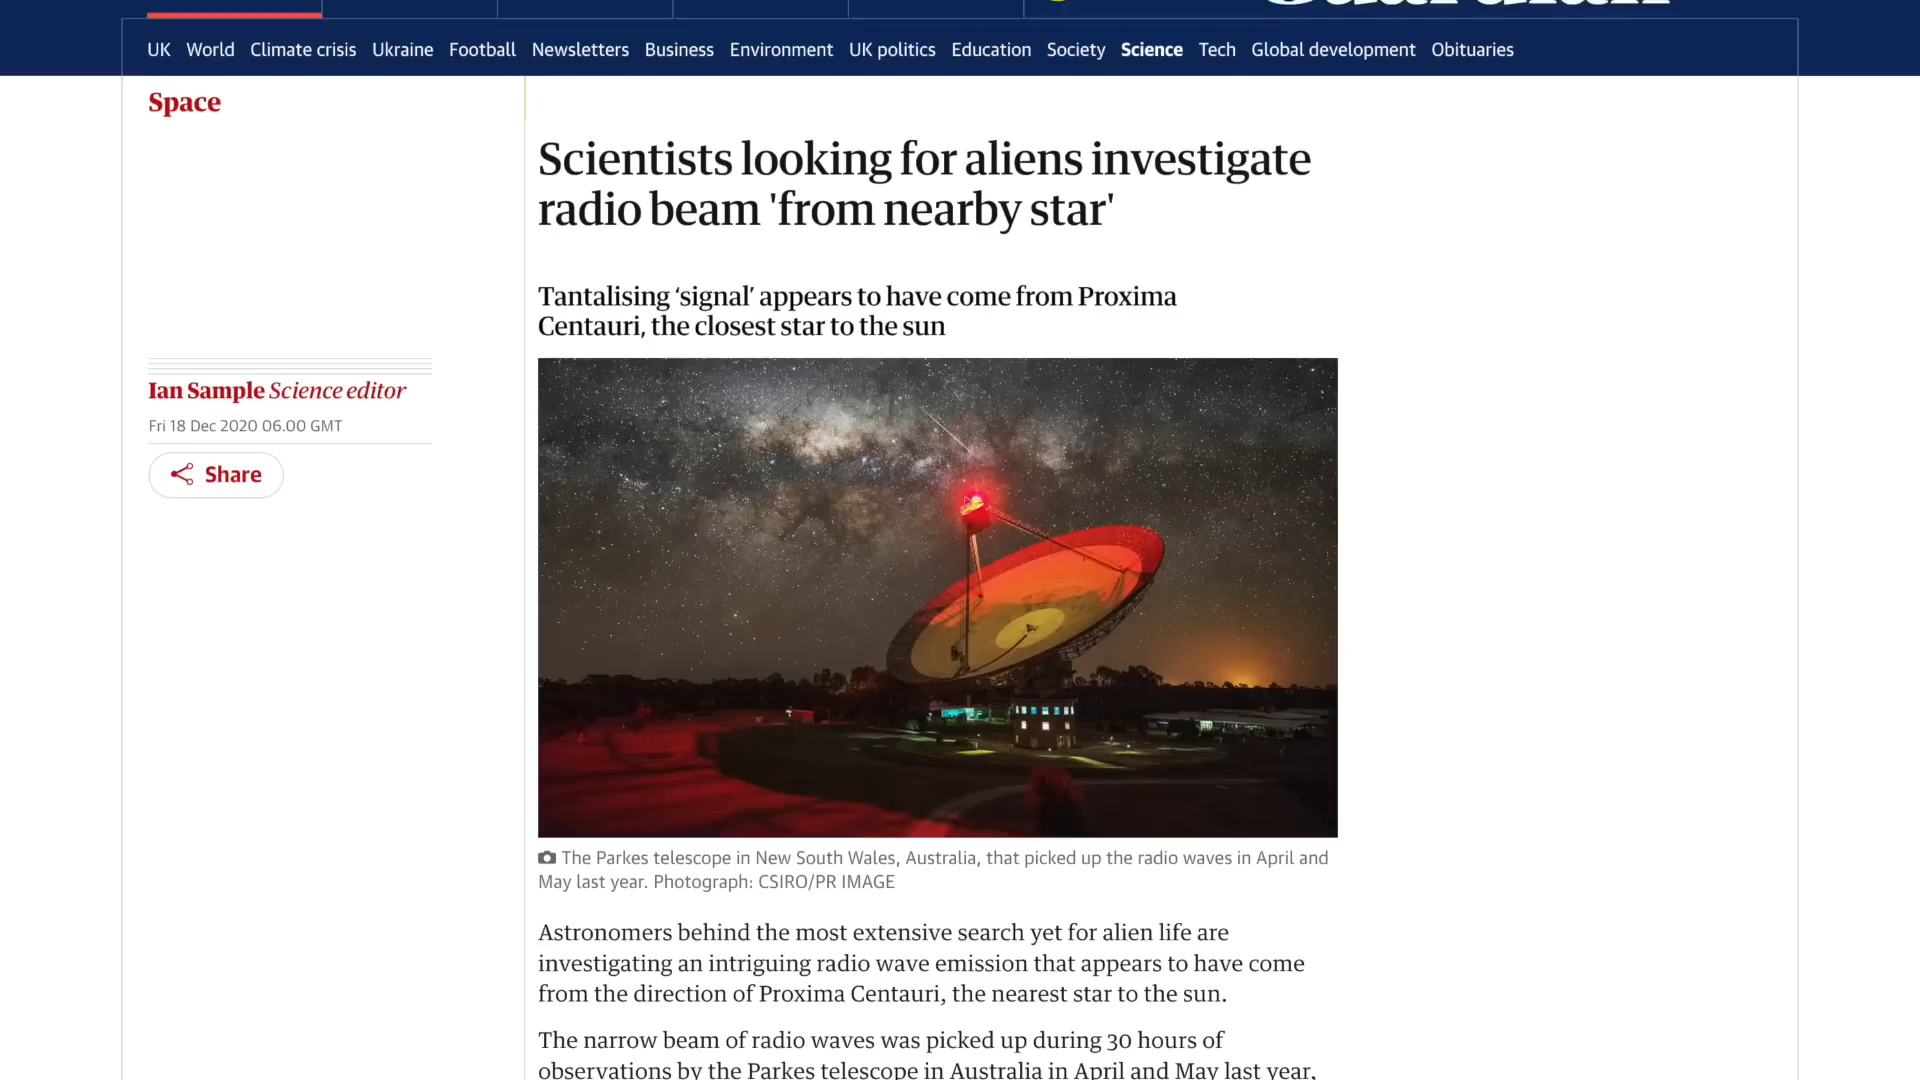 Guardian
UK World Climate crisis Ukraine Football Newsletters Business Environment UK politics Education Society Science Tech Global development Obituaries
Space
Scientists looking for aliens investigate
radio beam 'from nearby star'
Tantalising ‘signal’ appears to have come from Proxima
Centauri, the closest star to the sun
Ian Sample Science editor
Fri 18 Dec 2020 06.00 GMT
Share
The Parkes telescope in New South Wales, Australia, that picked up the radio waves in April and
May last year. Photograph: CSIRO/PR IMAGE
Astronomers behind the most extensive search yet for alien life are
investigating an intriguing radio wave emission that appears to have come
from the direction of Proxima Centauri, the nearest star to the sun.
The narrow beam of radio waves was picked up during 30 hours of
observations by the Parkes telescope in Australia in April and May last year,